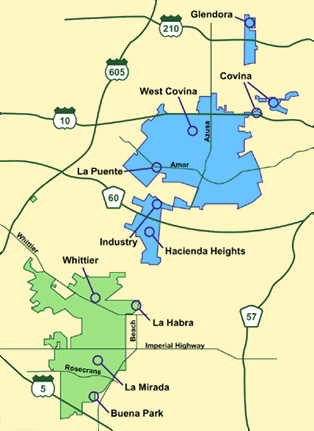 Glendora
210
605
Covina
10
West Covina
Azusa
Amar
La Puente
60
Industry
Hacienda Heights
Whittier
Whittier
La Habra
57
Beach
Imperial Highway
Rosecrans
La Mirada
5
Buena Park